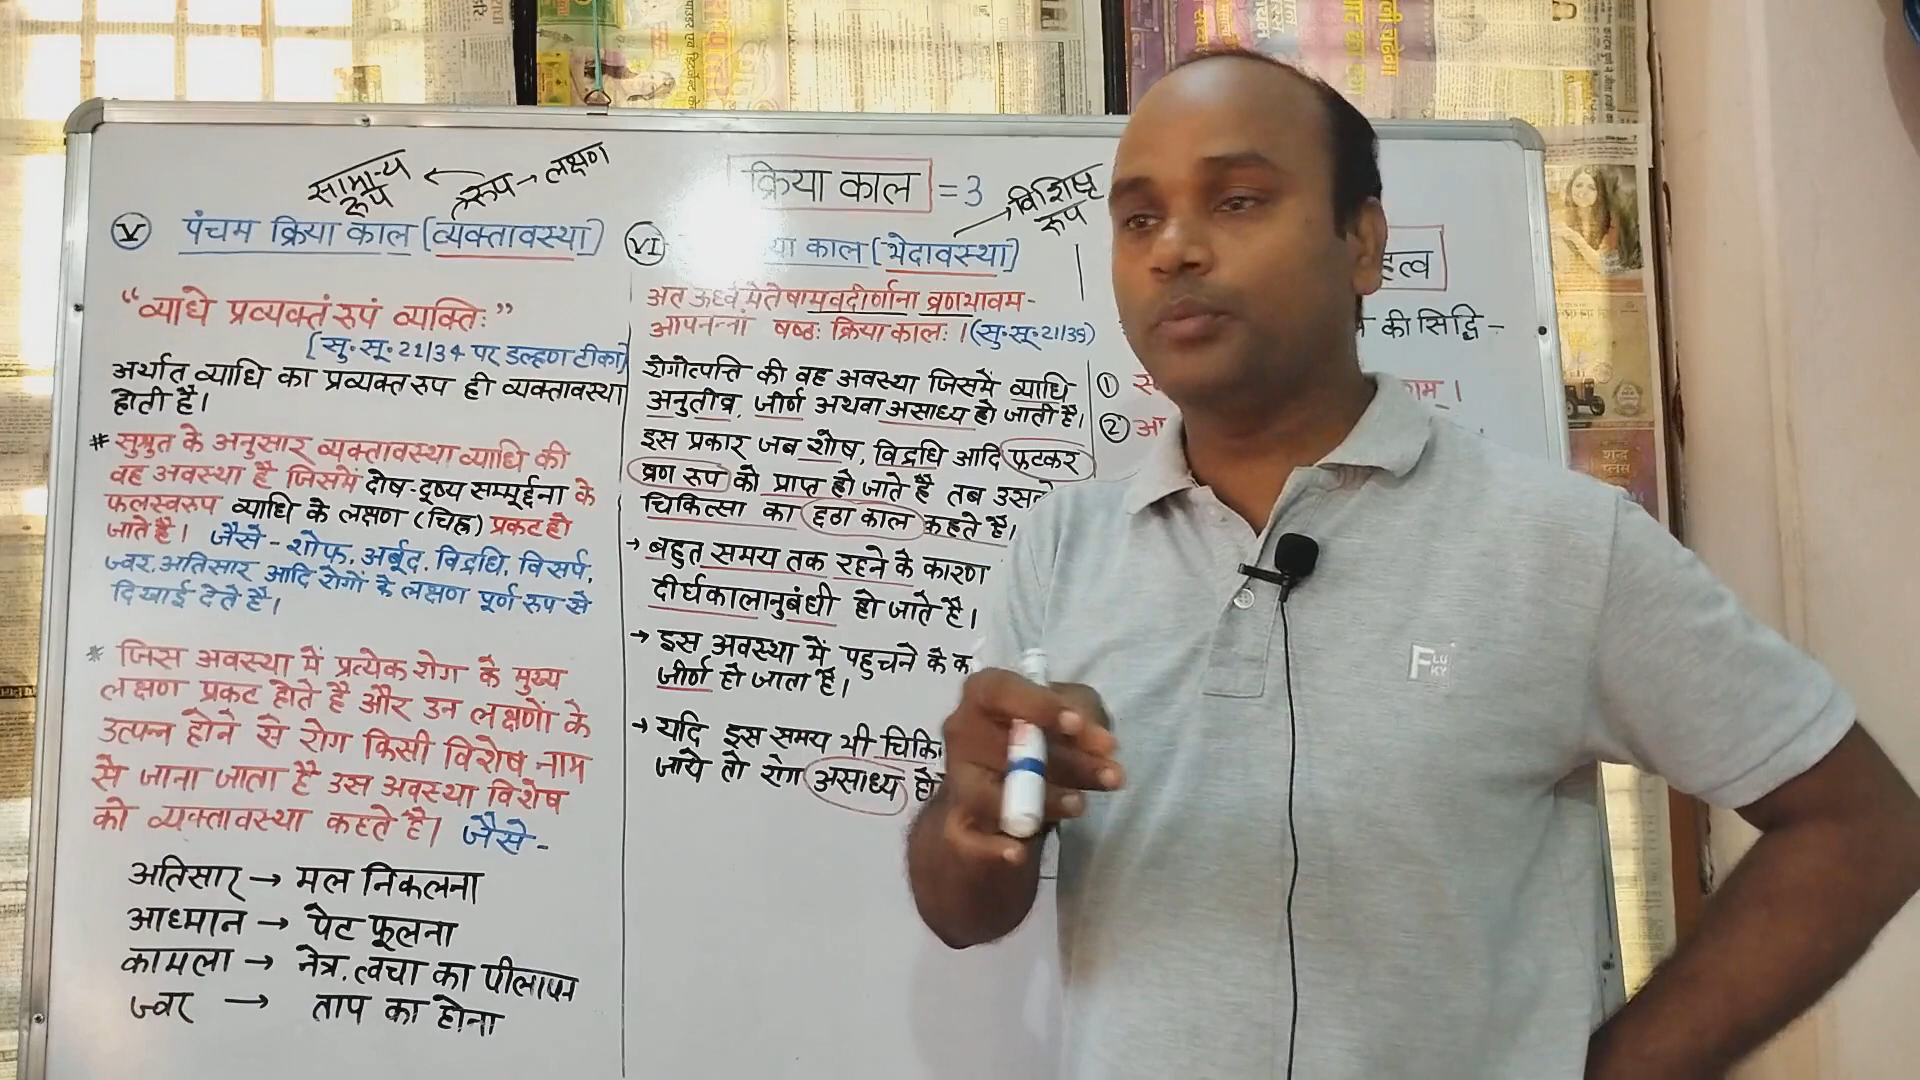 क्रिया काल = 3
सामान्य रूप ← रूप → लक्षण
Ⓥ पंचम क्रिया काल (व्यक्तावस्था)
"व्याधे प्रव्यक्तं रुपं व्यक्तिः"
(सु॰ सू॰ 21/34 पर डल्हण टीका)
अर्थात व्याधि का प्रव्यक्त रूप ही व्यक्तावस्था
होती है।
* सुश्रुत के अनुसार व्यक्तावस्था व्याधि की
वह अवस्था है जिसमें दोष-दूष्य सम्मूर्छना के
फलस्वरूप व्याधि के लक्षण (चिह्न) प्रकट हो
जाते है। जैसे - शोफ, अर्बूद, विद्रधि, विसर्प,
ज्वर, अतिसार आदि रोगों के लक्षण पूर्ण रूप से
दिखाई देते है।
* जिस अवस्था में प्रत्येक रोग के मुख्य
लक्षण प्रकट होते है और उन लक्षणों के
उत्पन्न होने से रोग किसी विशेष नाम
से जाना जाता है उस अवस्था विशेष
को व्यक्तावस्था कहते है। जैसे -
अतिसार → मल निकलना
आध्मान → पेट फूलना
कामला → नेत्र, त्वचा का पीलापन
ज्वर → ताप का होना
→ विशिष्ट रूप
ⓋⒾ या काल (भेदावस्था)
अत ऊर्ध्वमेतेषामवदीर्णाना व्रणभावम-
आपनन्नां षष्ठः क्रिया कालः। (सु॰ सू॰ 21/35)
रोगोत्पत्ति की वह अवस्था जिसमें व्याधि
अनुतीव्र, जीर्ण अथवा असाध्य हो जाती है।
इस प्रकार जब शोष, विद्रधि आदि फटकर
व्रण रूप को प्राप्त हो जाते है तब
चिकित्सा का छठा काल कहते है।
→ बहुत समय तक रहने के कारण
दीर्घकालानुबंधी हो जाते है।
→ इस अवस्था में पहुचने के
जीर्ण हो जाता है।
→ यदि इस समय भी
जाये तो रोग असाध्य
की सिद्धि -
①
②
FLUKY